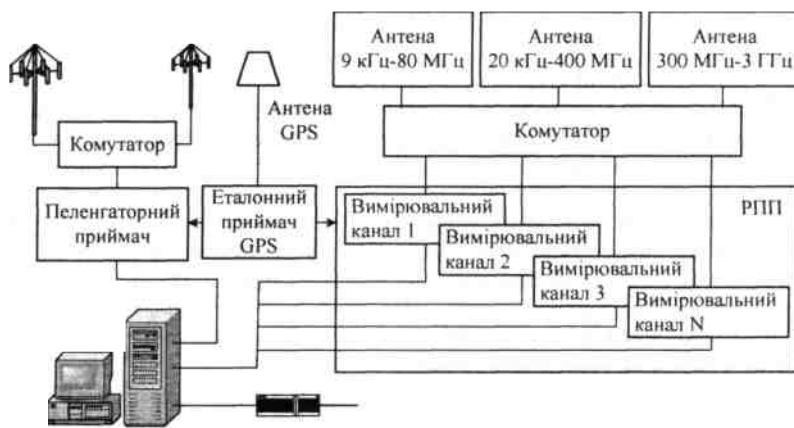 Антена
9 кГц-80 МГц
Антена
20 кГц-400 МГц
Антена
300 МГц-3 ГГц
Антена
GPS
Комутатор
Комутатор
Пеленгаторний
приймач
Еталонний
приймач
GPS
РПП
Вимірювальний
канал 1
Вимірювальний
канал 2
Вимірювальний
канал 3
Вимірювальний
канал N